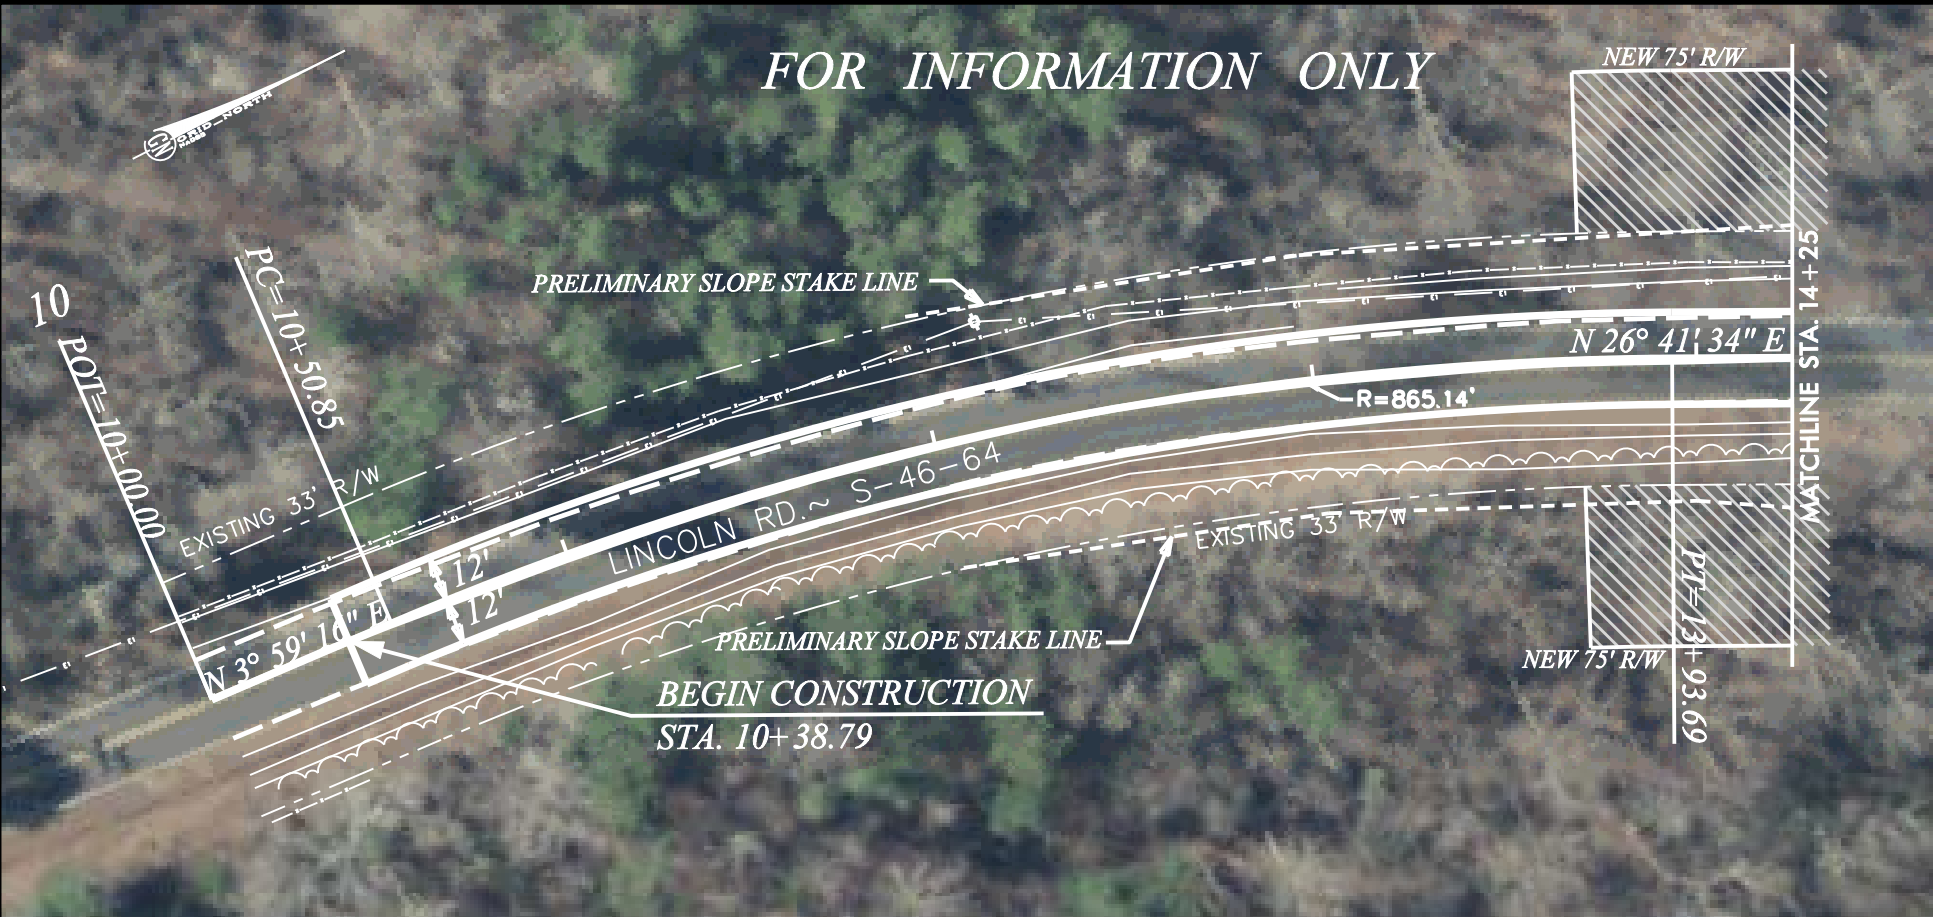 FOR INFORMATION ONLY
NEW 75' R/W
GRID_NORTH
GN
10
POT=10+00.00
PC=10+50.85
PRELIMINARY SLOPE STAKE LINE
MATCHLINE STA. 14+25
N 26° 41' 34" E
R=865.14'
EXISTING 33' R/W
LINCOLN RD.~ S-46-64
EXISTING 33' R/W
12'
12'
N 3° 59' 16" E
PRELIMINARY SLOPE STAKE LINE
NEW 75' R/W
PT=13+93.69
BEGIN CONSTRUCTION
STA. 10+38.79